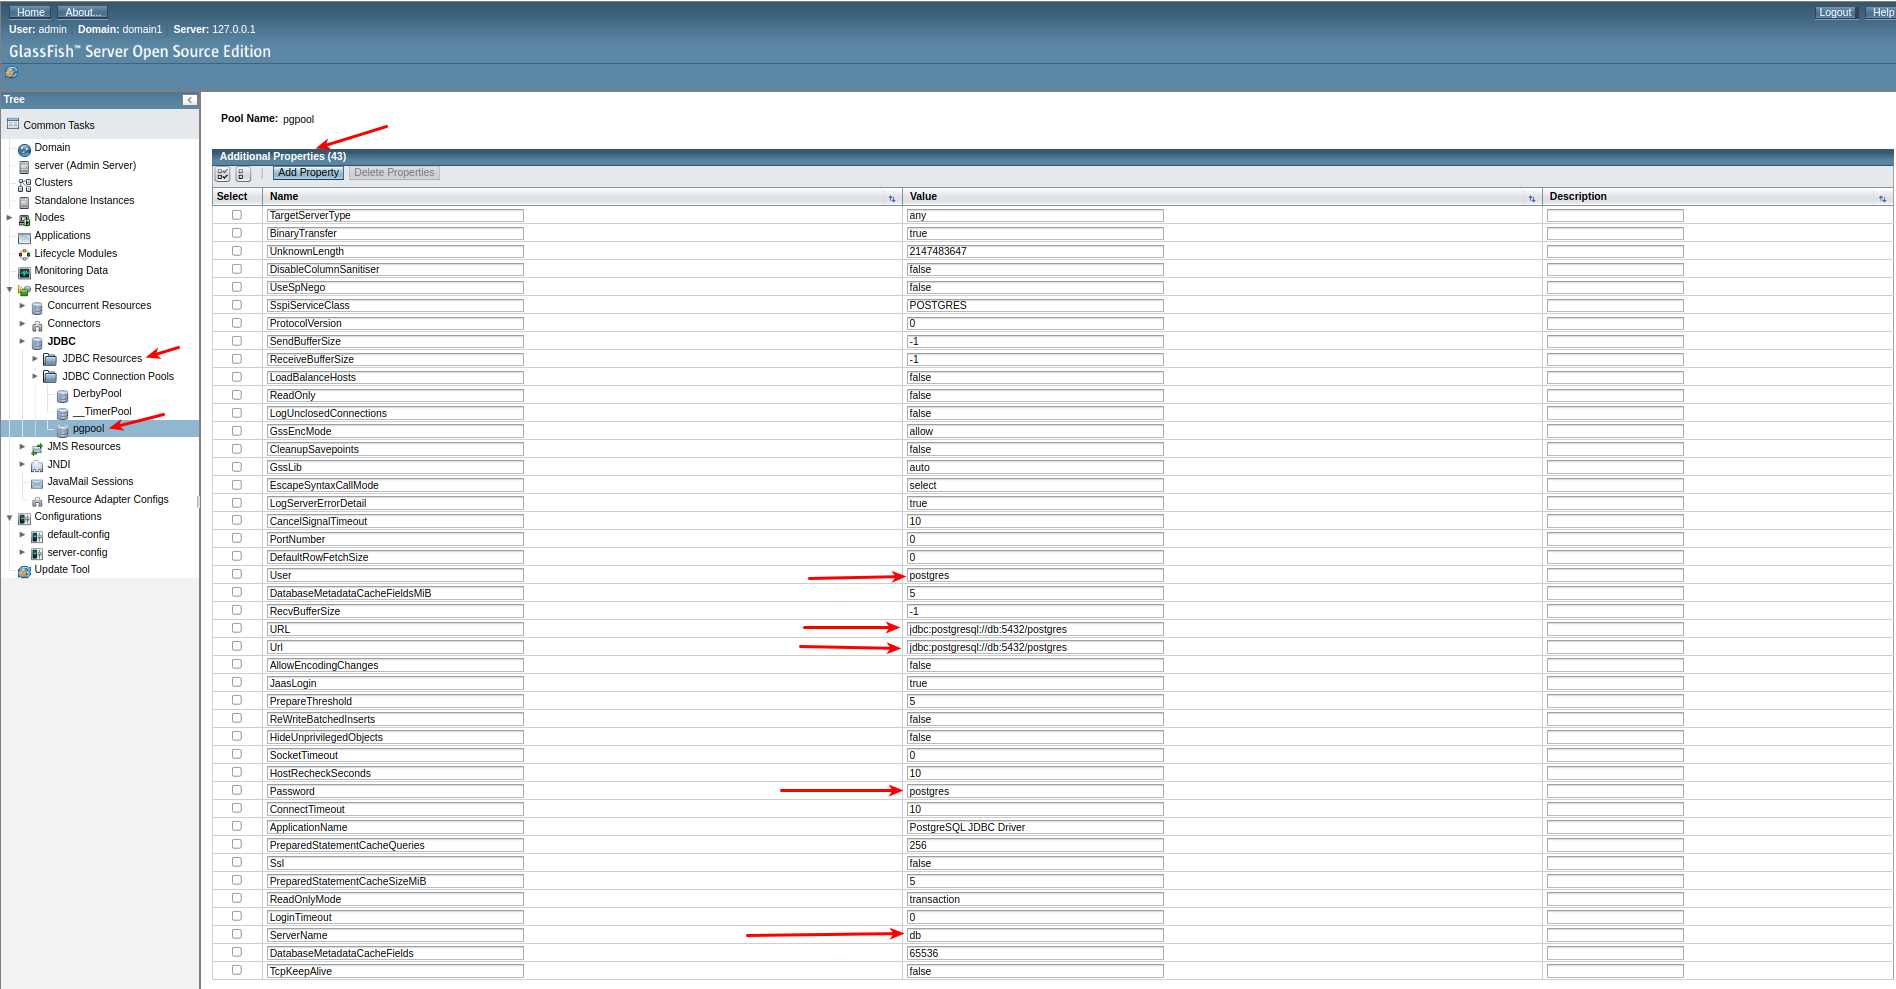 Home About... Logout Help
User: admin Domain: domain1 Server: 127.0.0.1
GlassFish™ Server Open Source Edition
Tree
Common Tasks
Domain
server (Admin Server)
Clusters
Standalone Instances
Nodes
Applications
Lifecycle Modules
Monitoring Data
Resources
Concurrent Resources
Connectors
JDBC
JDBC Resources
JDBC Connection Pools
DerbyPool
__TimerPool
pgpool
JMS Resources
JNDI
JavaMail Sessions
Resource Adapter Configs
Configurations
default-config
server-config
Update Tool
Pool Name: pgpool
Additional Properties (43)
Add Property Delete Properties
Select Name Value Description
TargetServerType any
BinaryTransfer true
UnknownLength 2147483647
DisableColumnSanitiser false
UseSpNego false
SspiServiceClass POSTGRES
ProtocolVersion 0
SendBufferSize -1
ReceiveBufferSize -1
LoadBalanceHosts false
ReadOnly false
LogUnclosedConnections false
GssEncMode allow
CleanupSavepoints false
GssLib auto
EscapeSyntaxCallMode select
LogServerErrorDetail true
CancelSignalTimeout 10
PortNumber 0
DefaultRowFetchSize 0
User postgres
DatabaseMetadataCacheFieldsMiB 5
RecvBufferSize -1
URL jdbc:postgresql://db:5432/postgres
Url jdbc:postgresql://db:5432/postgres
AllowEncodingChanges false
JaasLogin true
PrepareThreshold 5
ReWriteBatchedInserts false
HideUnprivilegedObjects false
SocketTimeout 0
HostRecheckSeconds 10
Password postgres
ConnectTimeout 10
ApplicationName PostgreSQL JDBC Driver
PreparedStatementCacheQueries 256
Ssl false
PreparedStatementCacheSizeMiB 5
ReadOnlyMode transaction
LoginTimeout 0
ServerName db
DatabaseMetadataCacheFields 65536
TcpKeepAlive false